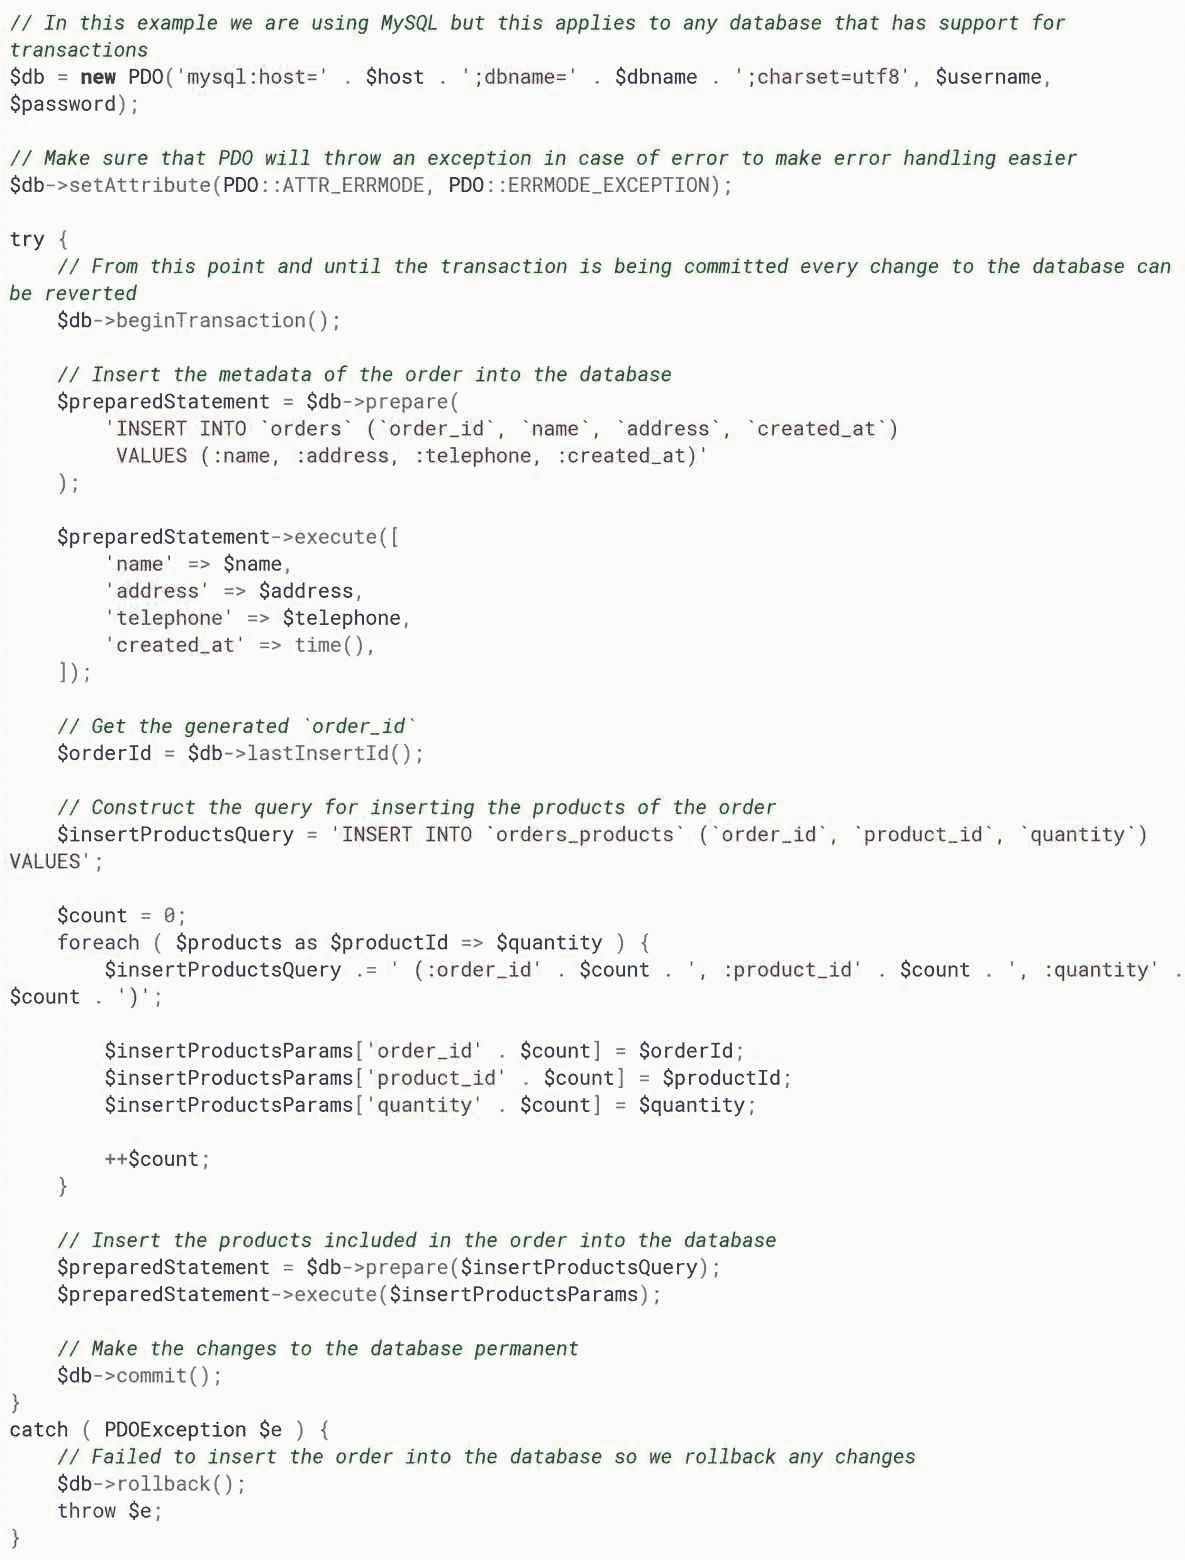 // In this example we are using MySQL but this applies to any database that has support for
transactions
$db = new PDO('mysql:host=' . $host . ';dbname=' . $dbname . ';charset=utf8', $username,
$password);

// Make sure that PDO will throw an exception in case of error to make error handling easier
$db->setAttribute(PDO::ATTR_ERRMODE, PDO::ERRMODE_EXCEPTION);

try {
    // From this point and until the transaction is being committed every change to the database can
be reverted
    $db->beginTransaction();

    // Insert the metadata of the order into the database
    $preparedStatement = $db->prepare(
        'INSERT INTO `orders` (`order_id`, `name`, `address`, `created_at`)
         VALUES (:name, :address, :telephone, :created_at)'
    );

    $preparedStatement->execute([
        'name' => $name,
        'address' => $address,
        'telephone' => $telephone,
        'created_at' => time(),
    ]);

    // Get the generated `order_id`
    $orderId = $db->lastInsertId();

    // Construct the query for inserting the products of the order
    $insertProductsQuery = 'INSERT INTO `orders_products` (`order_id`, `product_id`, `quantity`)
VALUES';

    $count = 0;
    foreach ( $products as $productId => $quantity ) {
        $insertProductsQuery .= ' (:order_id' . $count . ', :product_id' . $count . ', :quantity' .
$count . ')';

        $insertProductsParams['order_id' . $count] = $orderId;
        $insertProductsParams['product_id' . $count] = $productId;
        $insertProductsParams['quantity' . $count] = $quantity;

        ++$count;
    }

    // Insert the products included in the order into the database
    $preparedStatement = $db->prepare($insertProductsQuery);
    $preparedStatement->execute($insertProductsParams);

    // Make the changes to the database permanent
    $db->commit();
}
catch ( PDOException $e ) {
    // Failed to insert the order into the database so we rollback any changes
    $db->rollback();
    throw $e;
}